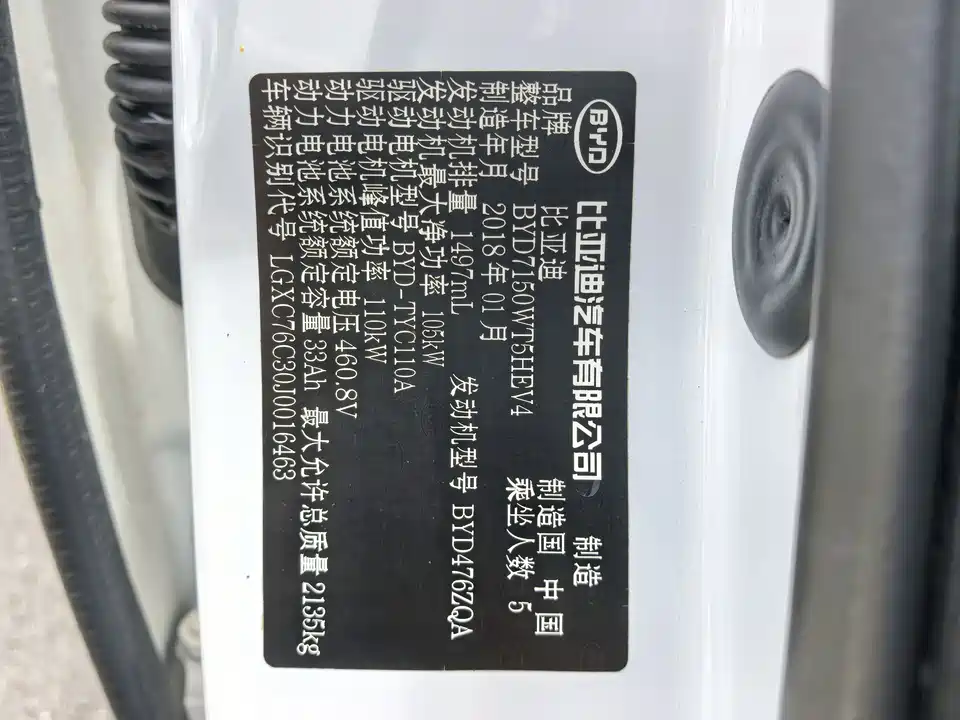 BYD 比亚迪汽车有限公司 制造
品牌 比亚迪 制造国 中国
整车型号 BYD7150WT5HEV4 乘坐人数 5
制造年月 2018年01月
发动机排量 1497mL 发动机型号 BYD476ZQA
发动机最大净功率 105kW
驱动电机型号 BYD-TYC110A
驱动电机峰值功率 110kW
动力电池系统额定电压 460.8V
动力电池系统额定容量 33Ah 最大允许总质量 2135kg
车辆识别代号 LGXC76C30J0016463